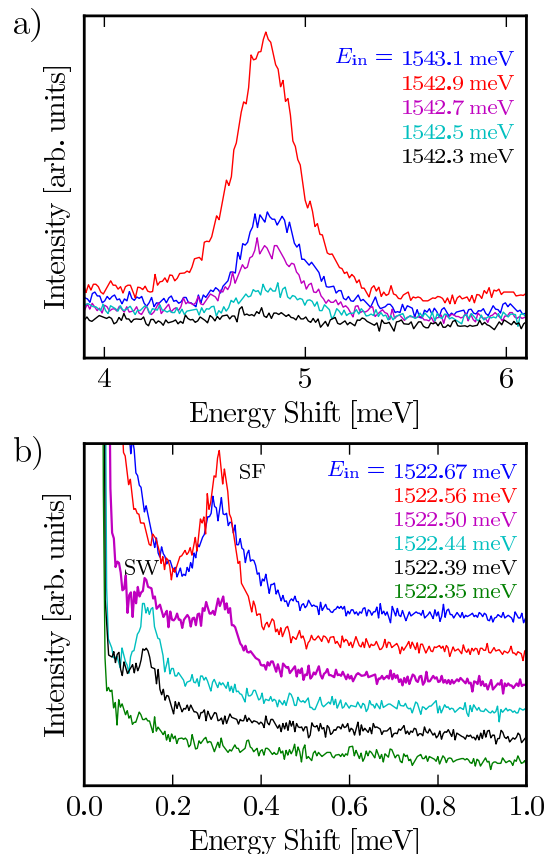 a)
Intensity [arb. units]
E_in = 1543.1 meV
1542.9 meV
1542.7 meV
1542.5 meV
1542.3 meV
4 5 6
Energy Shift [meV]
b)
Intensity [arb. units]
SF
SW
E_in = 1522.67 meV
1522.56 meV
1522.50 meV
1522.44 meV
1522.39 meV
1522.35 meV
0.0 0.2 0.4 0.6 0.8 1.0
Energy Shift [meV]